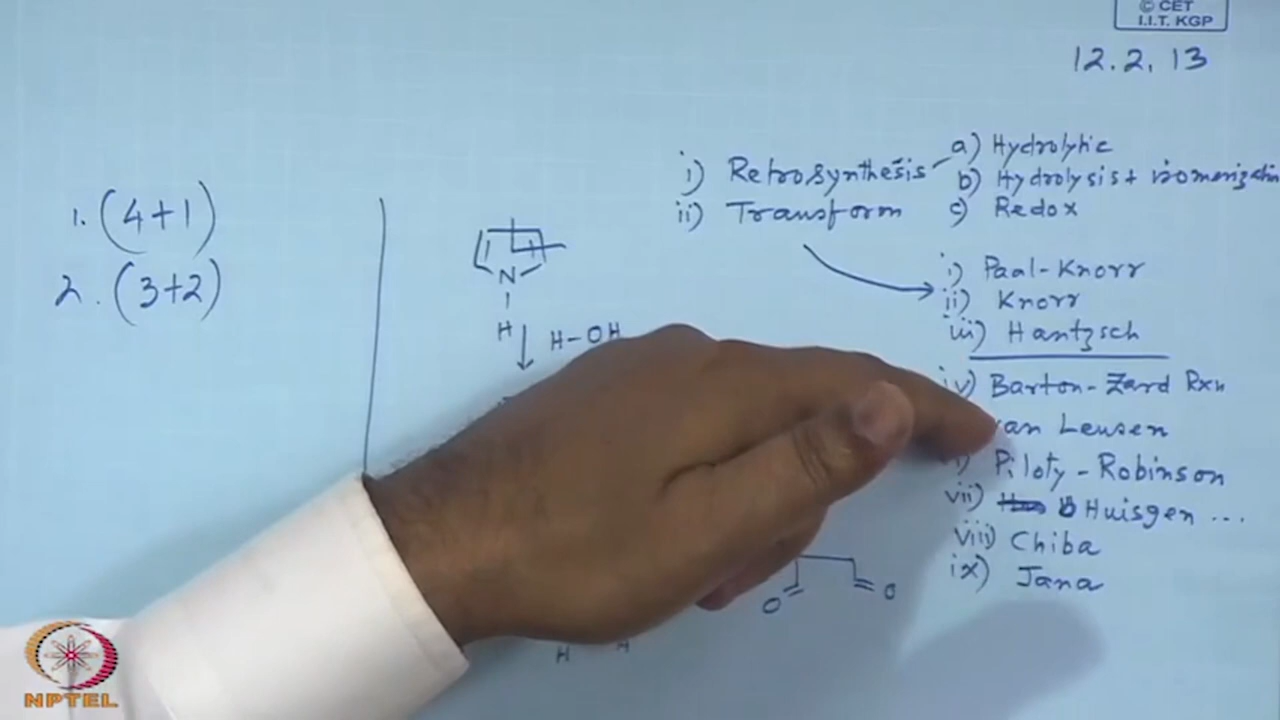 © CET
I.I.T. KGP
12.2.13
i) Retrosynthesis
a) Hydrolytic
b) Hydrolysis + isomerizatin
c) Redox
ii) Transform
i) Paal-Knorr
ii) Knorr
iii) Hantzsch
iv) Barton-Zard Rxn
van Leusen
i) Piloty-Robinson
vii) Huisgen ...
viii) Chiba
ix) Jana
1. (4+1)
2. (3+2)
N
H
H-OH
O
O
H
H
NPTEL